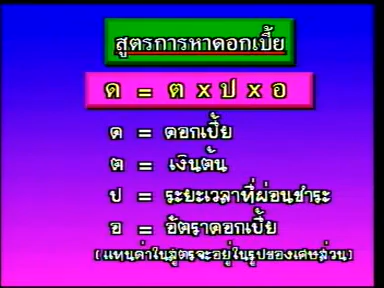 สูตรการหาดอกเบี้ย
ด = ต x ป x อ
ด = ดอกเบี้ย
ต = เงินต้น
ป = ระยะเวลาที่ผ่อนชำระ
อ = อัตราดอกเบี้ย
(แทนค่าในสูตรจะอยู่ในรูปของเศษส่วน)